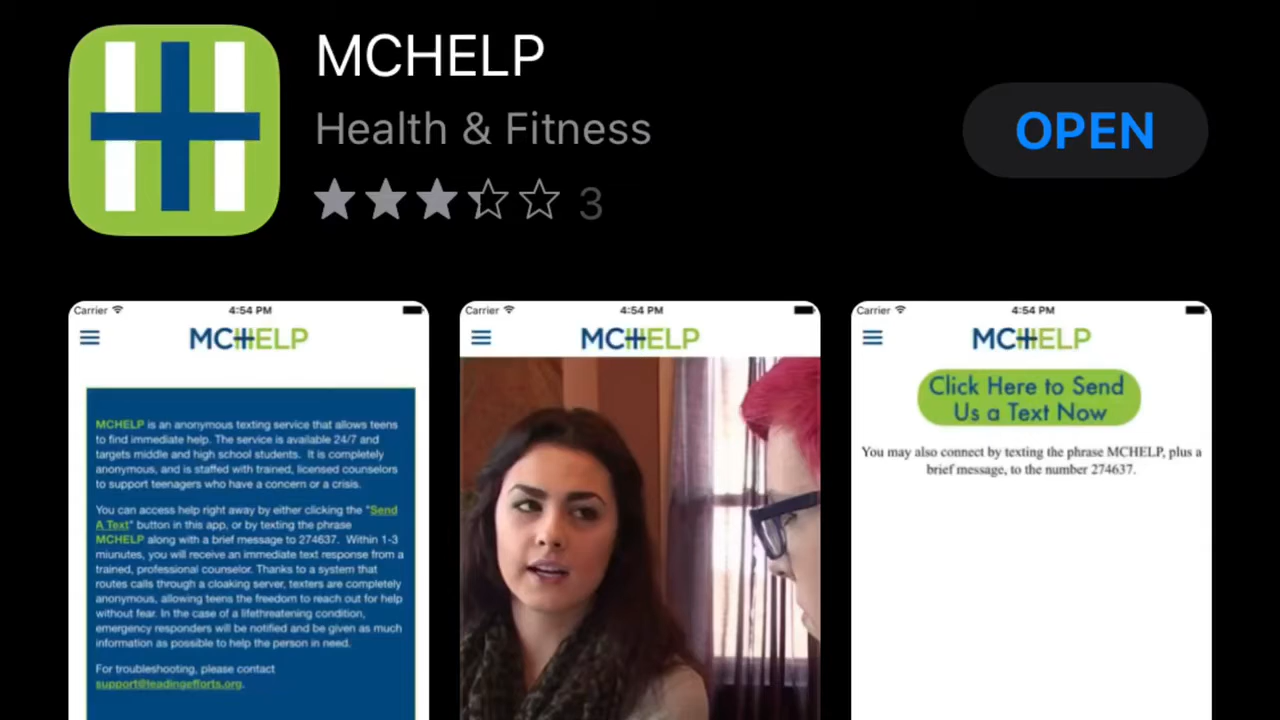 MCHELP
Health & Fitness
OPEN
3
Carrier 4:54 PM
MCHELP
MCHELP is an anonymous texting service that allows teens
to find immediate help. The service is available 24/7 and
targets middle and high school students. It is completely
anonymous, and is staffed with trained, licensed counselors
to support teenagers who have a concern or a crisis.
You can access help right away by either clicking the "Send
A Text" button in this app, or by texting the phrase
MCHELP along with a brief message to 274637. Within 1-3
miunutes, you will receive an immediate text response from a
trained, professional counselor. Thanks to a system that
routes calls through a cloaking server, texters are completely
anonymous, allowing teens the freedom to reach out for help
without fear. In the case of a lifethreatening condition,
emergency responders will be notified and be given as much
information as possible to help the person in need.
For troubleshooting, please contact
support@leadingefforts.org.
Carrier 4:54 PM
MCHELP
Carrier 4:54 PM
MCHELP
Click Here to Send
Us a Text Now
You may also connect by texting the phrase MCHELP, plus a
brief message, to the number 274637.